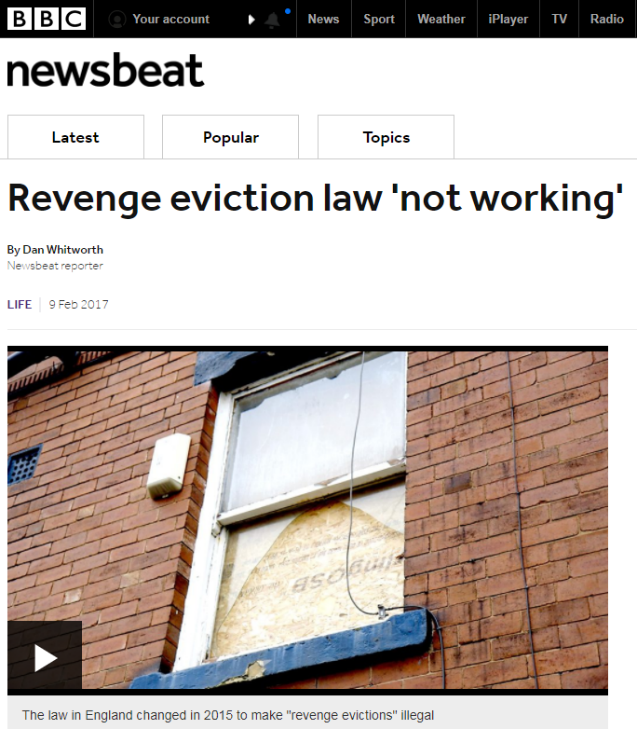 BBC Your account News Sport Weather iPlayer TV Radio
newsbeat
Latest Popular Topics
Revenge eviction law 'not working'
By Dan Whitworth
Newsbeat reporter
LIFE 9 Feb 2017
The law in England changed in 2015 to make "revenge evictions" illegal